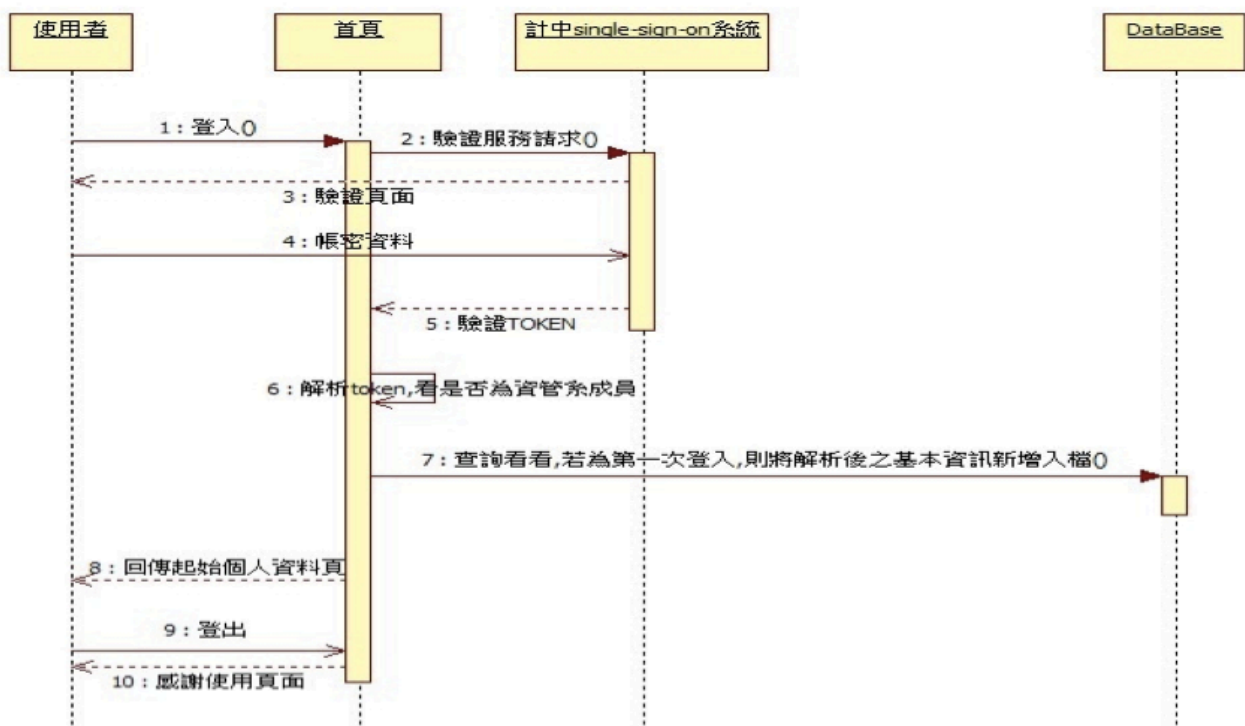 使用者
首頁
計中single-sign-on系統
DataBase
1 : 登入()
2 : 驗證服務請求()
3 : 驗證頁面
4 : 帳密資料
5 : 驗證TOKEN
6 : 解析token,看是否為資管系成員
7 : 查詢看看,若為第一次登入,則將解析後之基本資訊新增入檔()
8 : 回傳起始個人資料頁
9 : 登出
10 : 感謝使用頁面